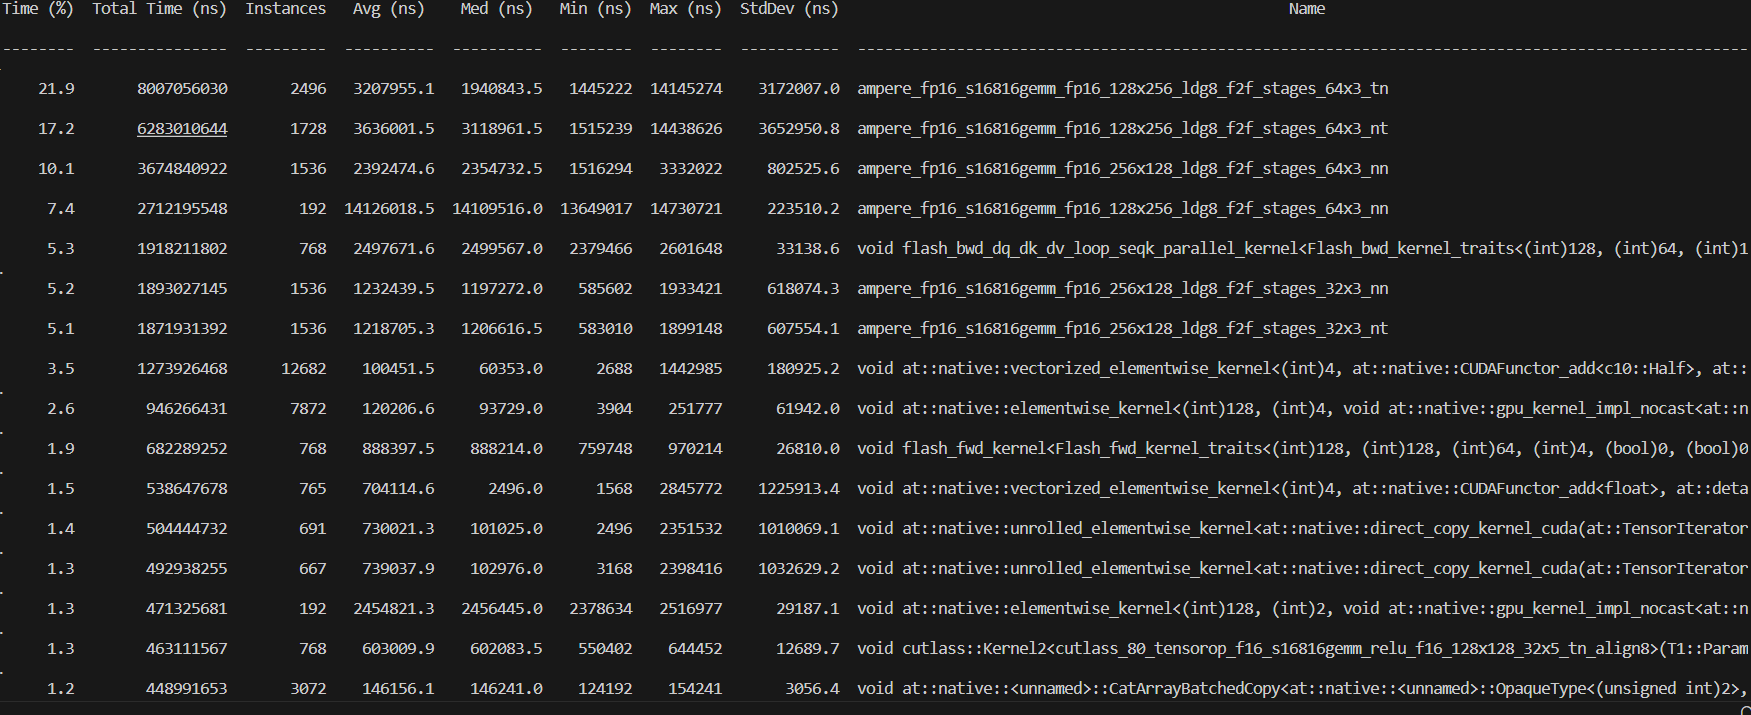 Time (%)  Total Time (ns)  Instances  Avg (ns)  Med (ns)  Min (ns)  Max (ns)  StdDev (ns)  Name
--------  ---------------  ---------  ----------  ----------  --------  --------  -----------  ----------------------------------------------------------------------------------------------------
21.9  8007056030  2496  3207955.1  1940843.5  1445222  14145274  3172007.0  ampere_fp16_s16816gemm_fp16_128x256_ldg8_f2f_stages_64x3_tn
17.2  6283010644  1728  3636001.5  3118961.5  1515239  14438626  3652950.8  ampere_fp16_s16816gemm_fp16_128x256_ldg8_f2f_stages_64x3_nt
10.1  3674840922  1536  2392474.6  2354732.5  1516294  3332022  802525.6  ampere_fp16_s16816gemm_fp16_256x128_ldg8_f2f_stages_64x3_nn
7.4  2712195548  192  14126018.5  14109516.0  13649017  14730721  223510.2  ampere_fp16_s16816gemm_fp16_128x256_ldg8_f2f_stages_64x3_nn
5.3  1918211802  768  2497671.6  2499567.0  2379466  2601648  33138.6  void flash_bwd_dq_dk_dv_loop_seqk_parallel_kernel<Flash_bwd_kernel_traits<(int)128, (int)64, (int)1
5.2  1893027145  1536  1232439.5  1197272.0  585602  1933421  618074.3  ampere_fp16_s16816gemm_fp16_256x128_ldg8_f2f_stages_32x3_nn
5.1  1871931392  1536  1218705.3  1206616.5  583010  1899148  607554.1  ampere_fp16_s16816gemm_fp16_256x128_ldg8_f2f_stages_32x3_nt
3.5  1273926468  12682  100451.5  60353.0  2688  1442985  180925.2  void at::native::vectorized_elementwise_kernel<(int)4, at::native::CUDAFunctor_add<c10::Half>, at::
2.6  946266431  7872  120206.6  93729.0  3904  251777  61942.0  void at::native::elementwise_kernel<(int)128, (int)4, void at::native::gpu_kernel_impl_nocast<at::n
1.9  682289252  768  888397.5  888214.0  759748  970214  26810.0  void flash_fwd_kernel<Flash_fwd_kernel_traits<(int)128, (int)128, (int)64, (int)4, (bool)0, (bool)0
1.5  538647678  765  704114.6  2496.0  1568  2845772  1225913.4  void at::native::vectorized_elementwise_kernel<(int)4, at::native::CUDAFunctor_add<float>, at::deta
1.4  504444732  691  730021.3  101025.0  2496  2351532  1010069.1  void at::native::unrolled_elementwise_kernel<at::native::direct_copy_kernel_cuda(at::TensorIterator
1.3  492938255  667  739037.9  102976.0  3168  2398416  1032629.2  void at::native::unrolled_elementwise_kernel<at::native::direct_copy_kernel_cuda(at::TensorIterator
1.3  471325681  192  2454821.3  2456445.0  2378634  2516977  29187.1  void at::native::elementwise_kernel<(int)128, (int)2, void at::native::gpu_kernel_impl_nocast<at::n
1.3  463111567  768  603009.9  602083.5  550402  644452  12689.7  void cutlass::Kernel2<cutlass_80_tensorop_f16_s16816gemm_relu_f16_128x128_32x5_tn_align8>(T1::Param
1.2  448991653  3072  146156.1  146241.0  124192  154241  3056.4  void at::native::<unnamed>::CatArrayBatchedCopy<at::native::<unnamed>::OpaqueType<(unsigned int)2>,